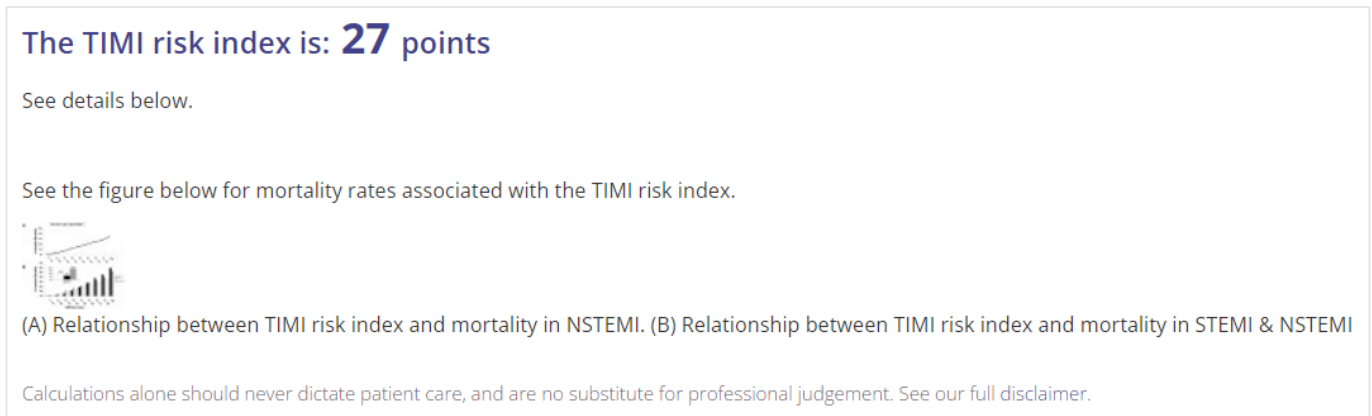 The TIMI risk index is: 27 points
See details below.
See the figure below for mortality rates associated with the TIMI risk index.
(A) Relationship between TIMI risk index and mortality in NSTEMI. (B) Relationship between TIMI risk index and mortality in STEMI & NSTEMI
Calculations alone should never dictate patient care, and are no substitute for professional judgement. See our full disclaimer.